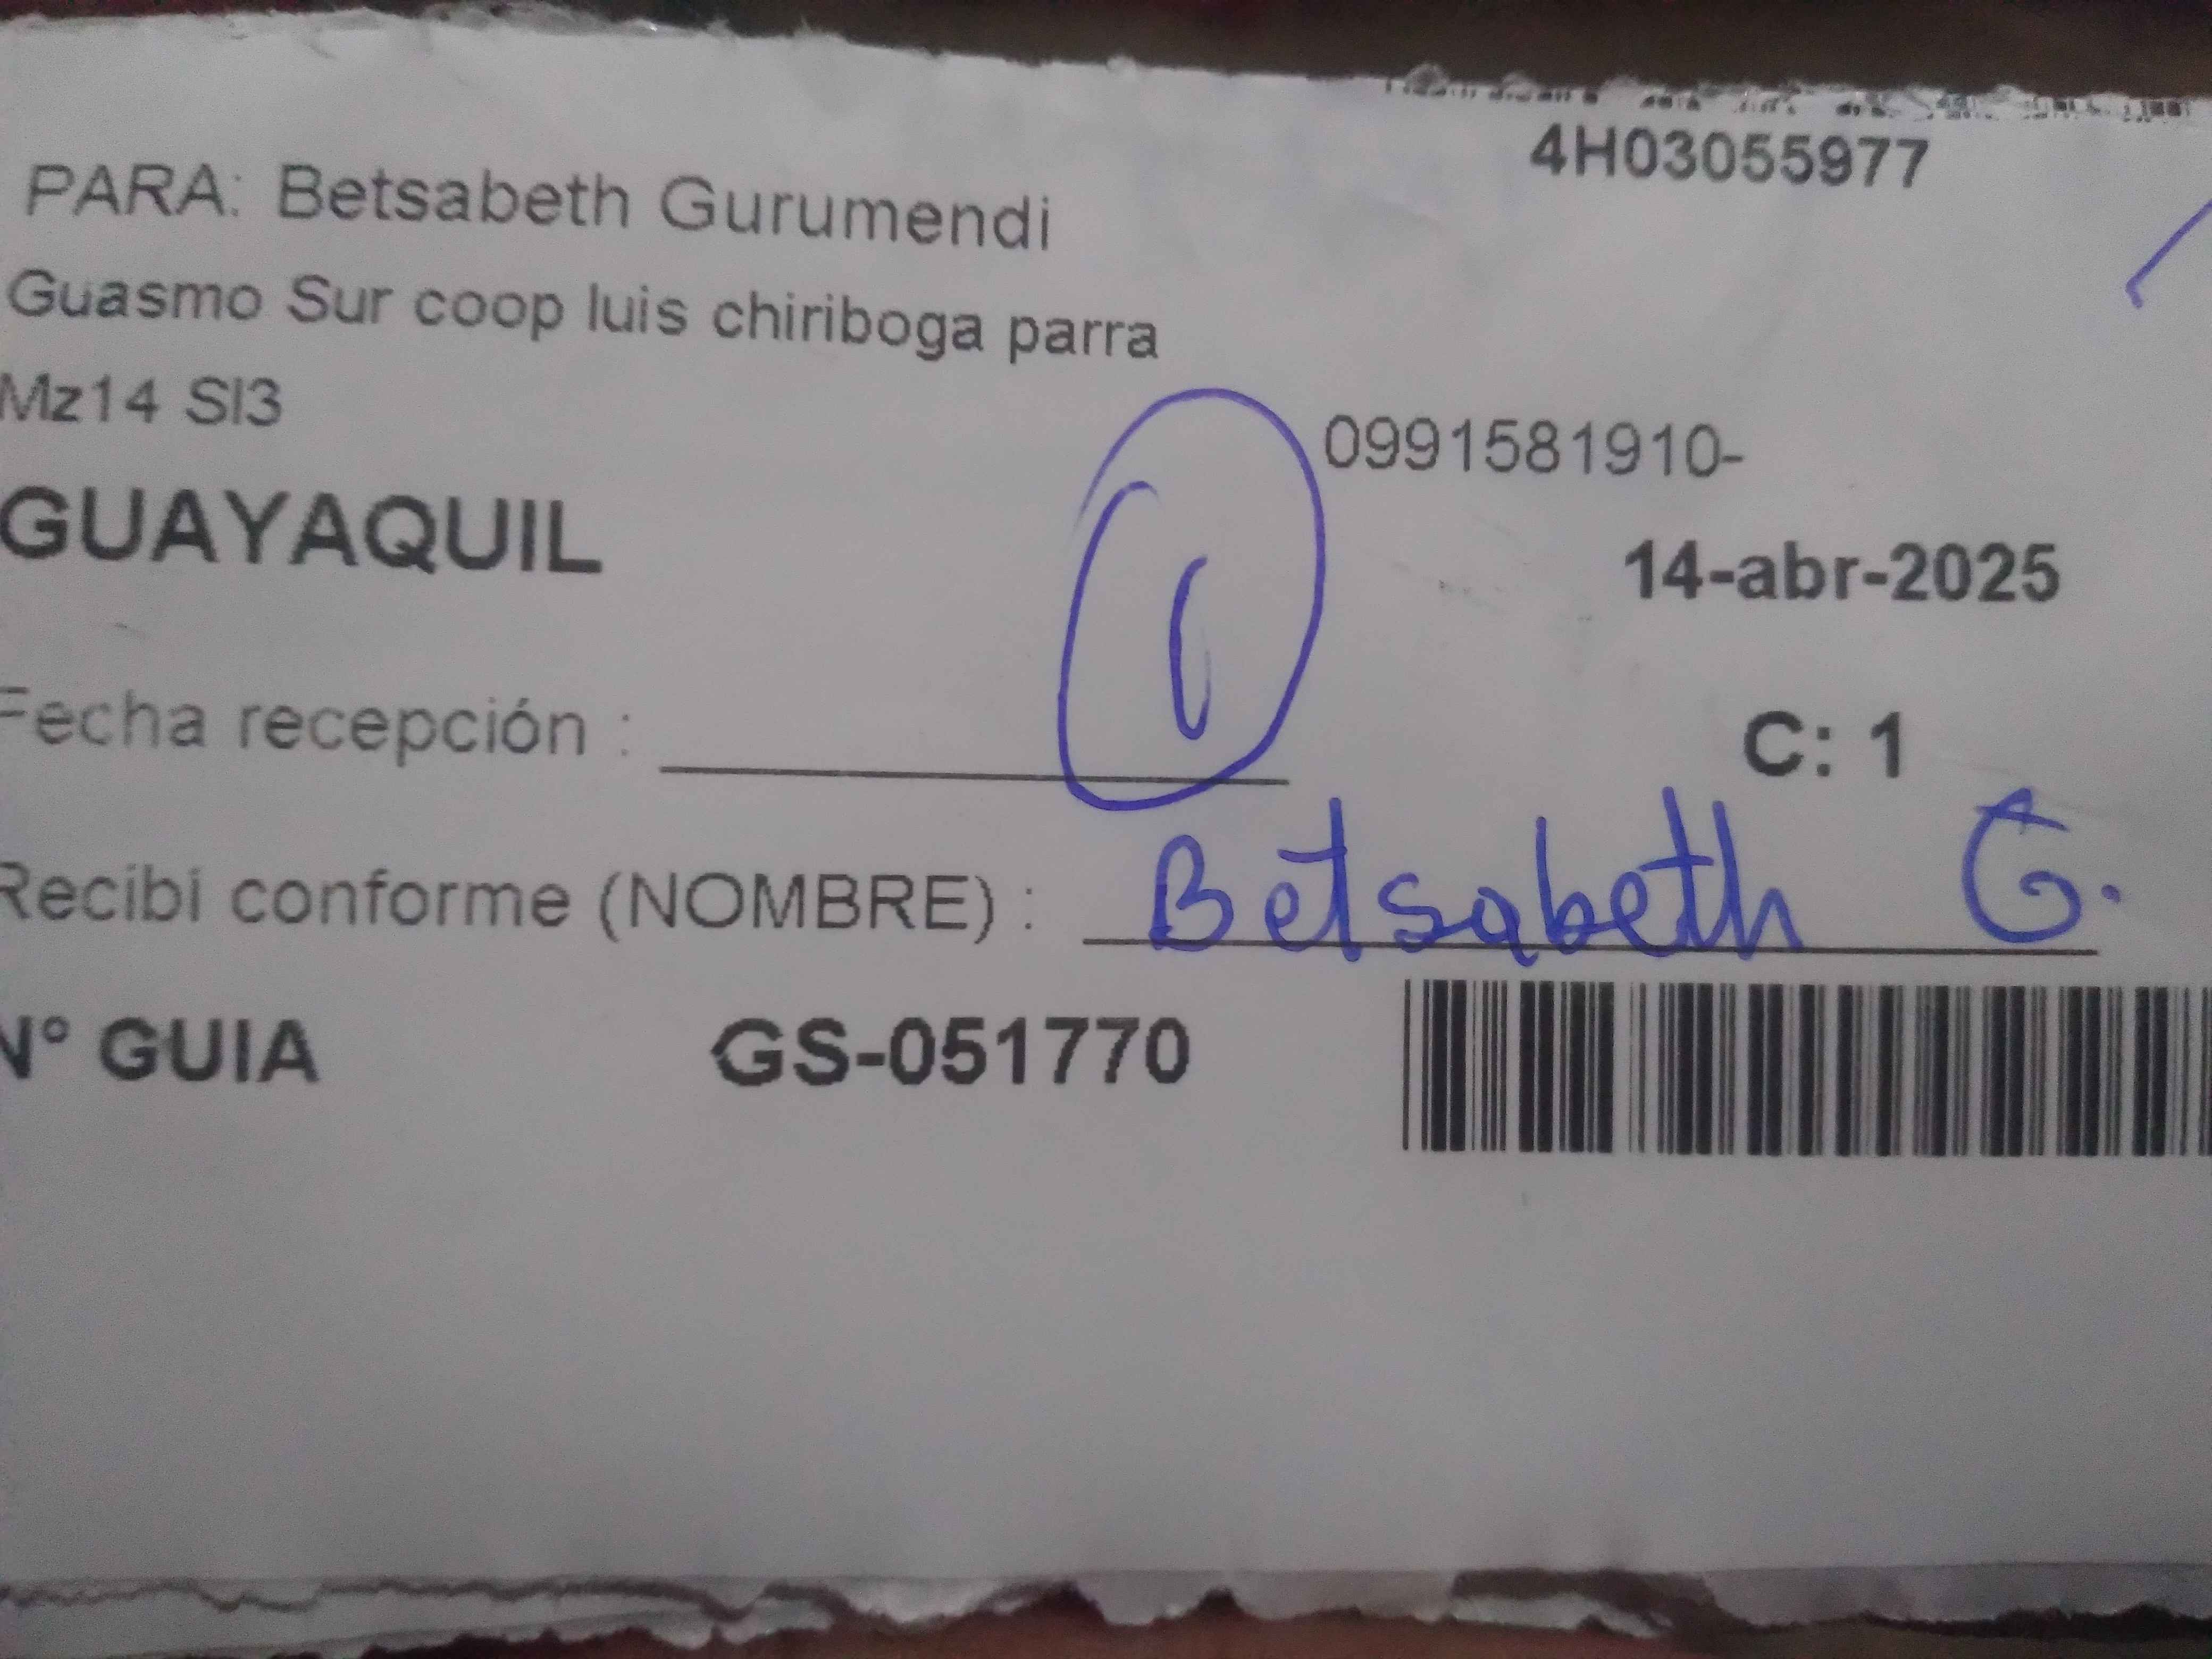 4H03055977
PARA: Betsabeth Gurumendi
Guasmo Sur coop luis chiriboga parra
Mz14 Sl3
0991581910-
GUAYAQUIL
14-abr-2025
Fecha recepción :
C: 1
Recibi conforme (NOMBRE) : Betsabeth G.
N° GUIA GS-051770